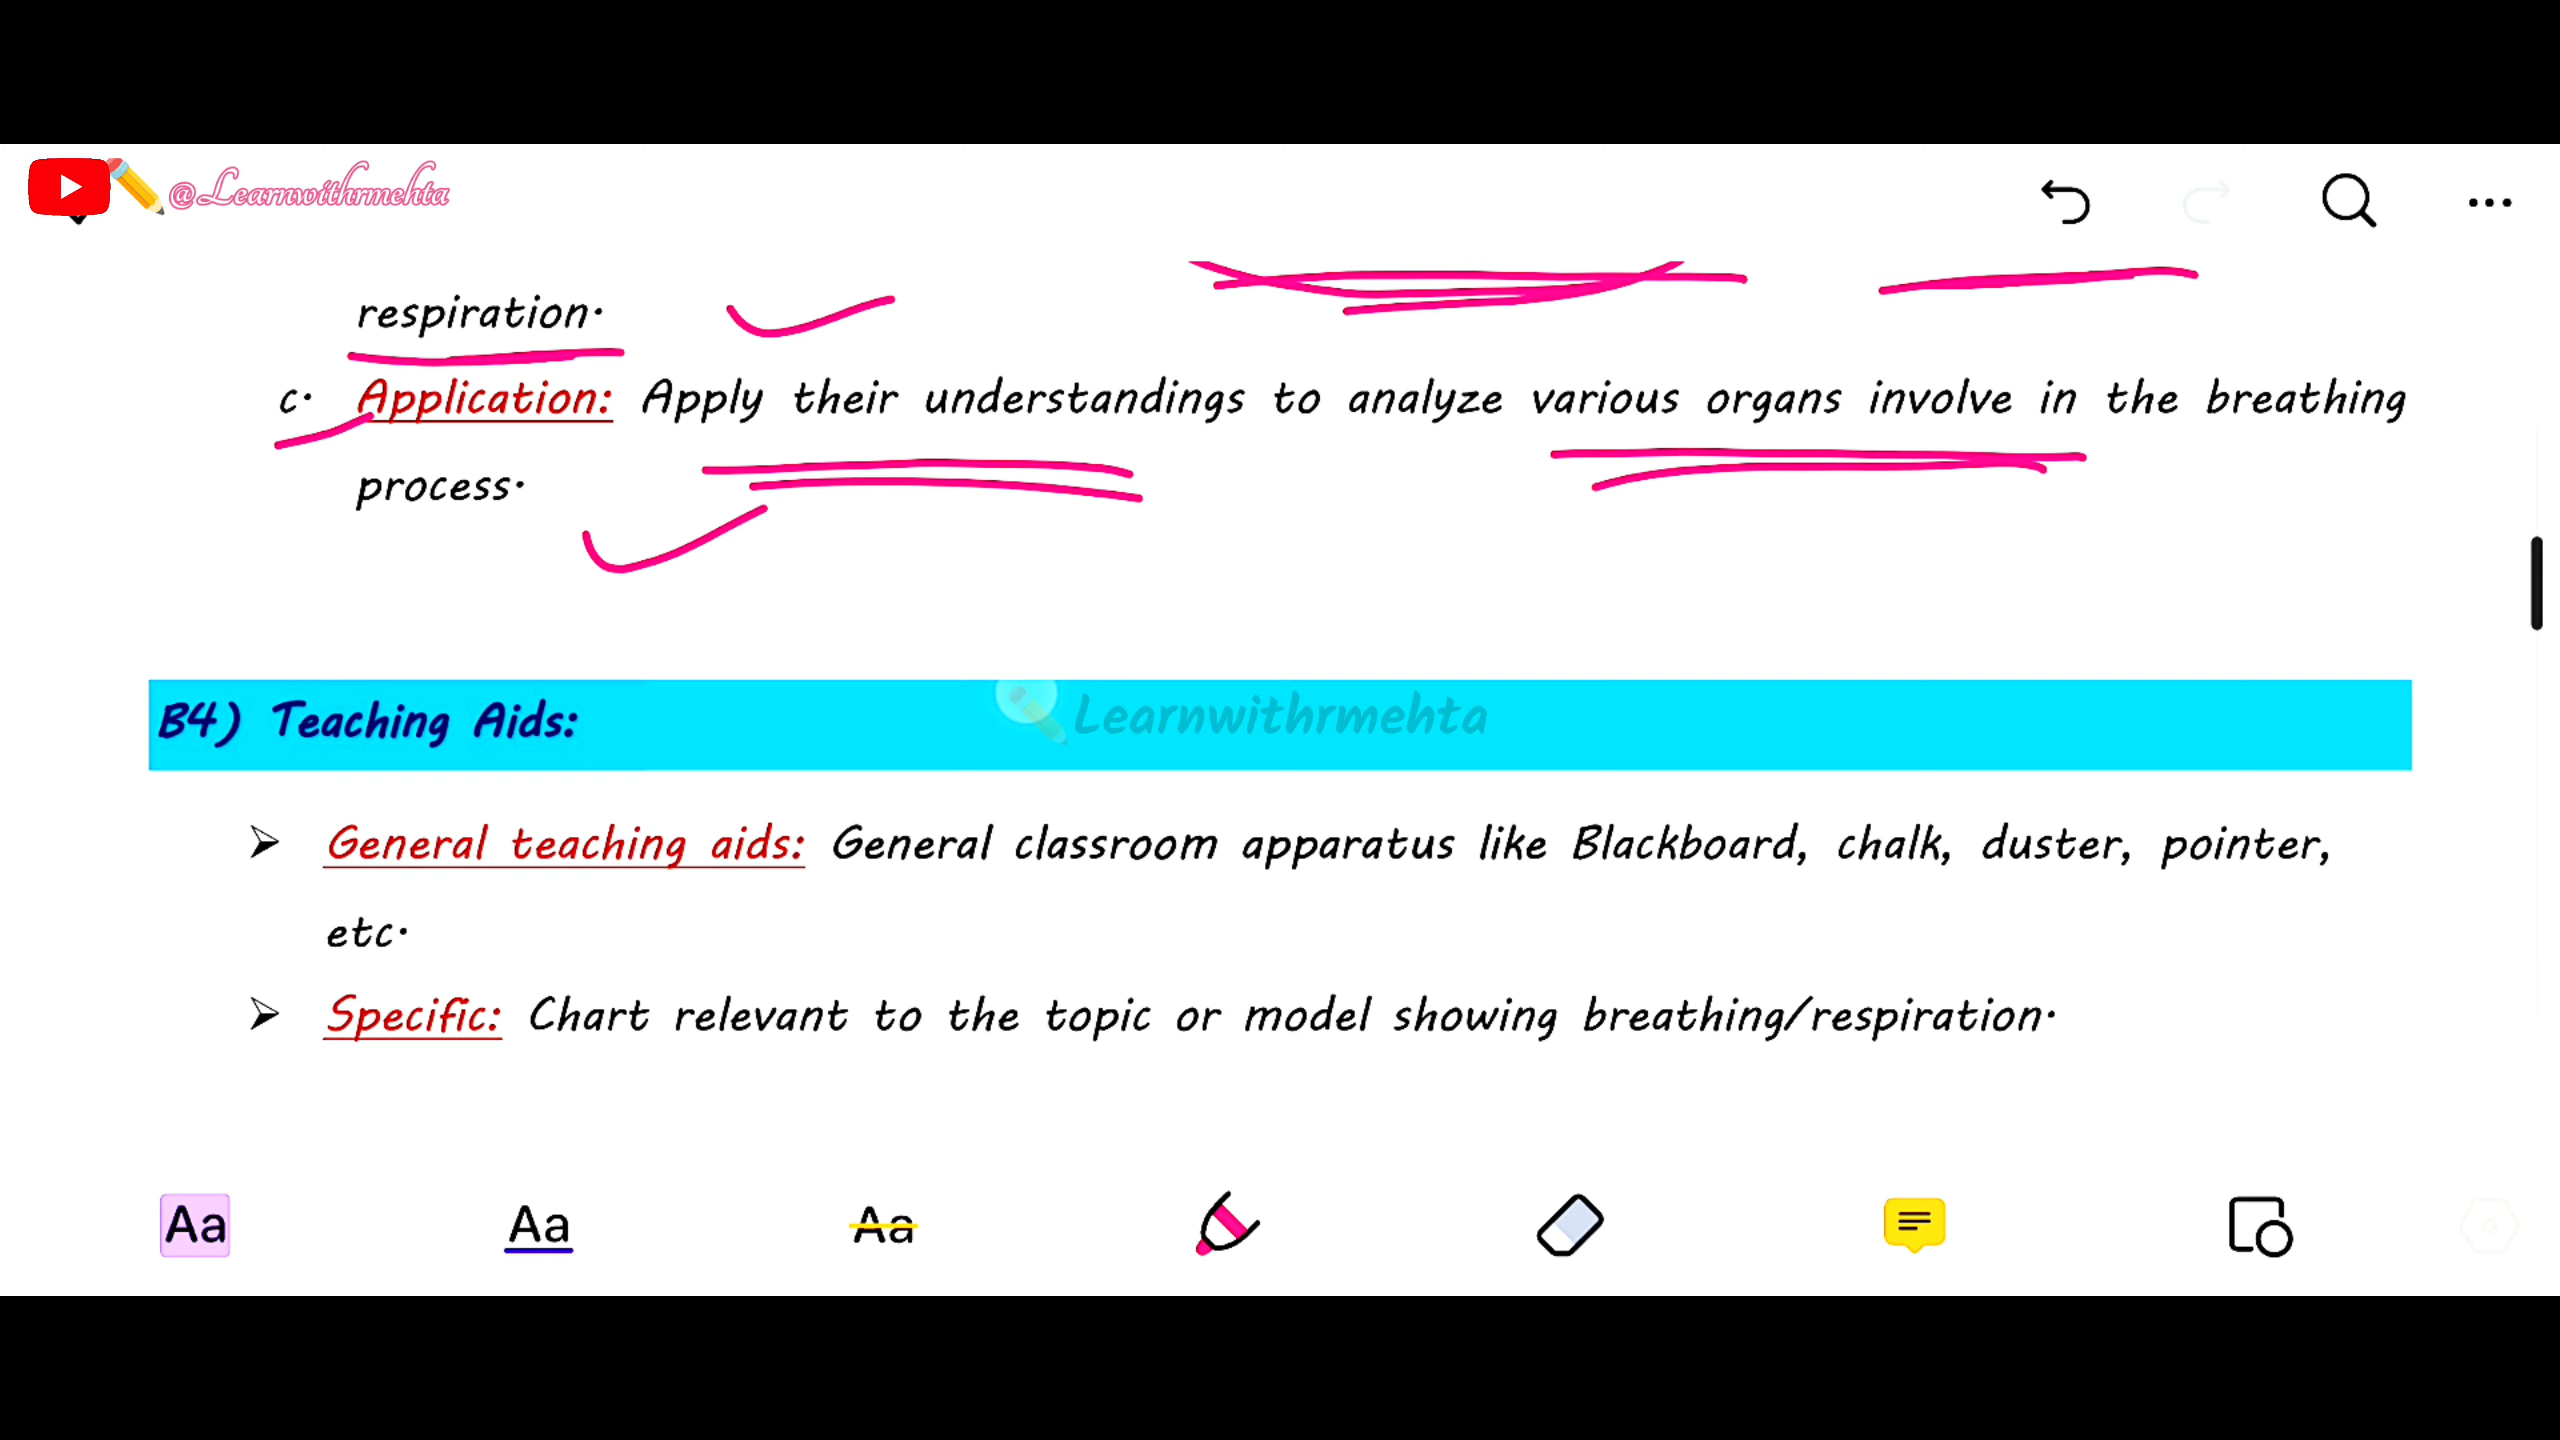 @Learnwithrmehta
respiration.
c. Application: Apply their understandings to analyze various organs involve in the breathing
process.
B4) Teaching Aids:
Learnwithrmehta
➢ General teaching aids: General classroom apparatus like Blackboard, chalk, duster, pointer,
etc.
➢ Specific: Chart relevant to the topic or model showing breathing/respiration.
Aa Aa Aa